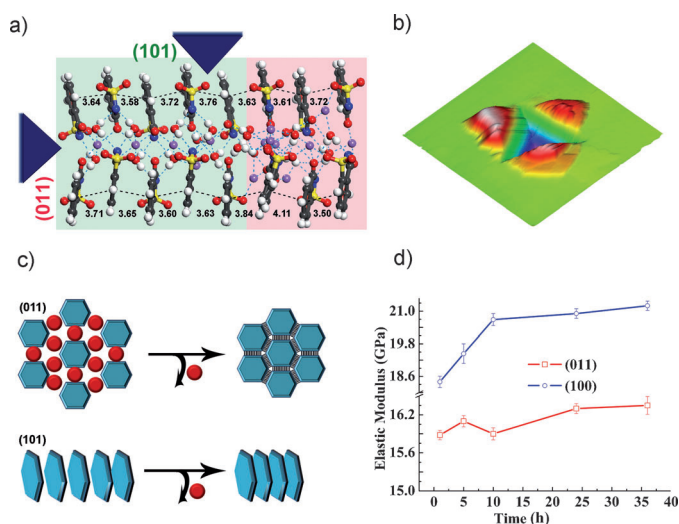 a)
(101)
3.64 3.58 3.72 3.76 3.63 3.61 3.72
(011)
3.71 3.65 3.60 3.63 3.84 4.11 3.50
b)
c)
(011)
(101)
d)
Elastic Modulus (GPa)
21.0
19.8
18.6
16.2
15.0
(011)
(100)
0 5 10 15 20 25 30 35 40
Time (h)